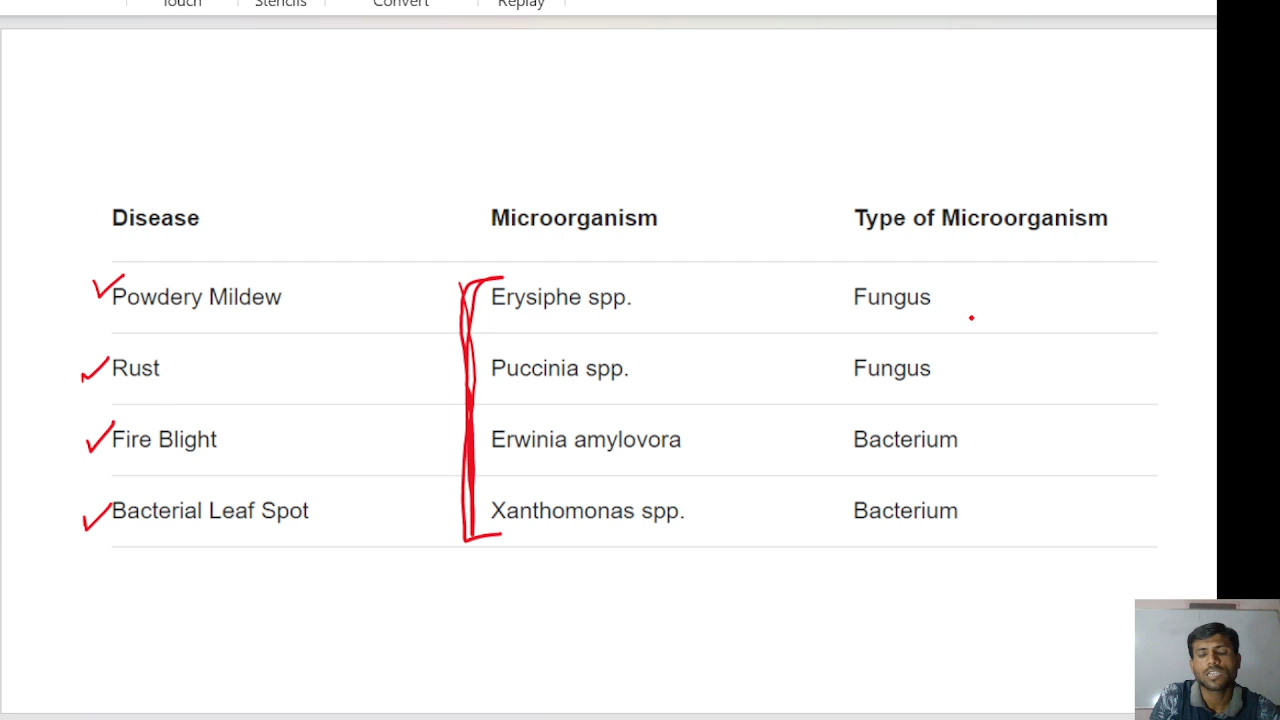 Touch Stencils Convert Replay
Disease Microorganism Type of Microorganism
Powdery Mildew Erysiphe spp. Fungus
Rust Puccinia spp. Fungus
Fire Blight Erwinia amylovora Bacterium
Bacterial Leaf Spot Xanthomonas spp. Bacterium